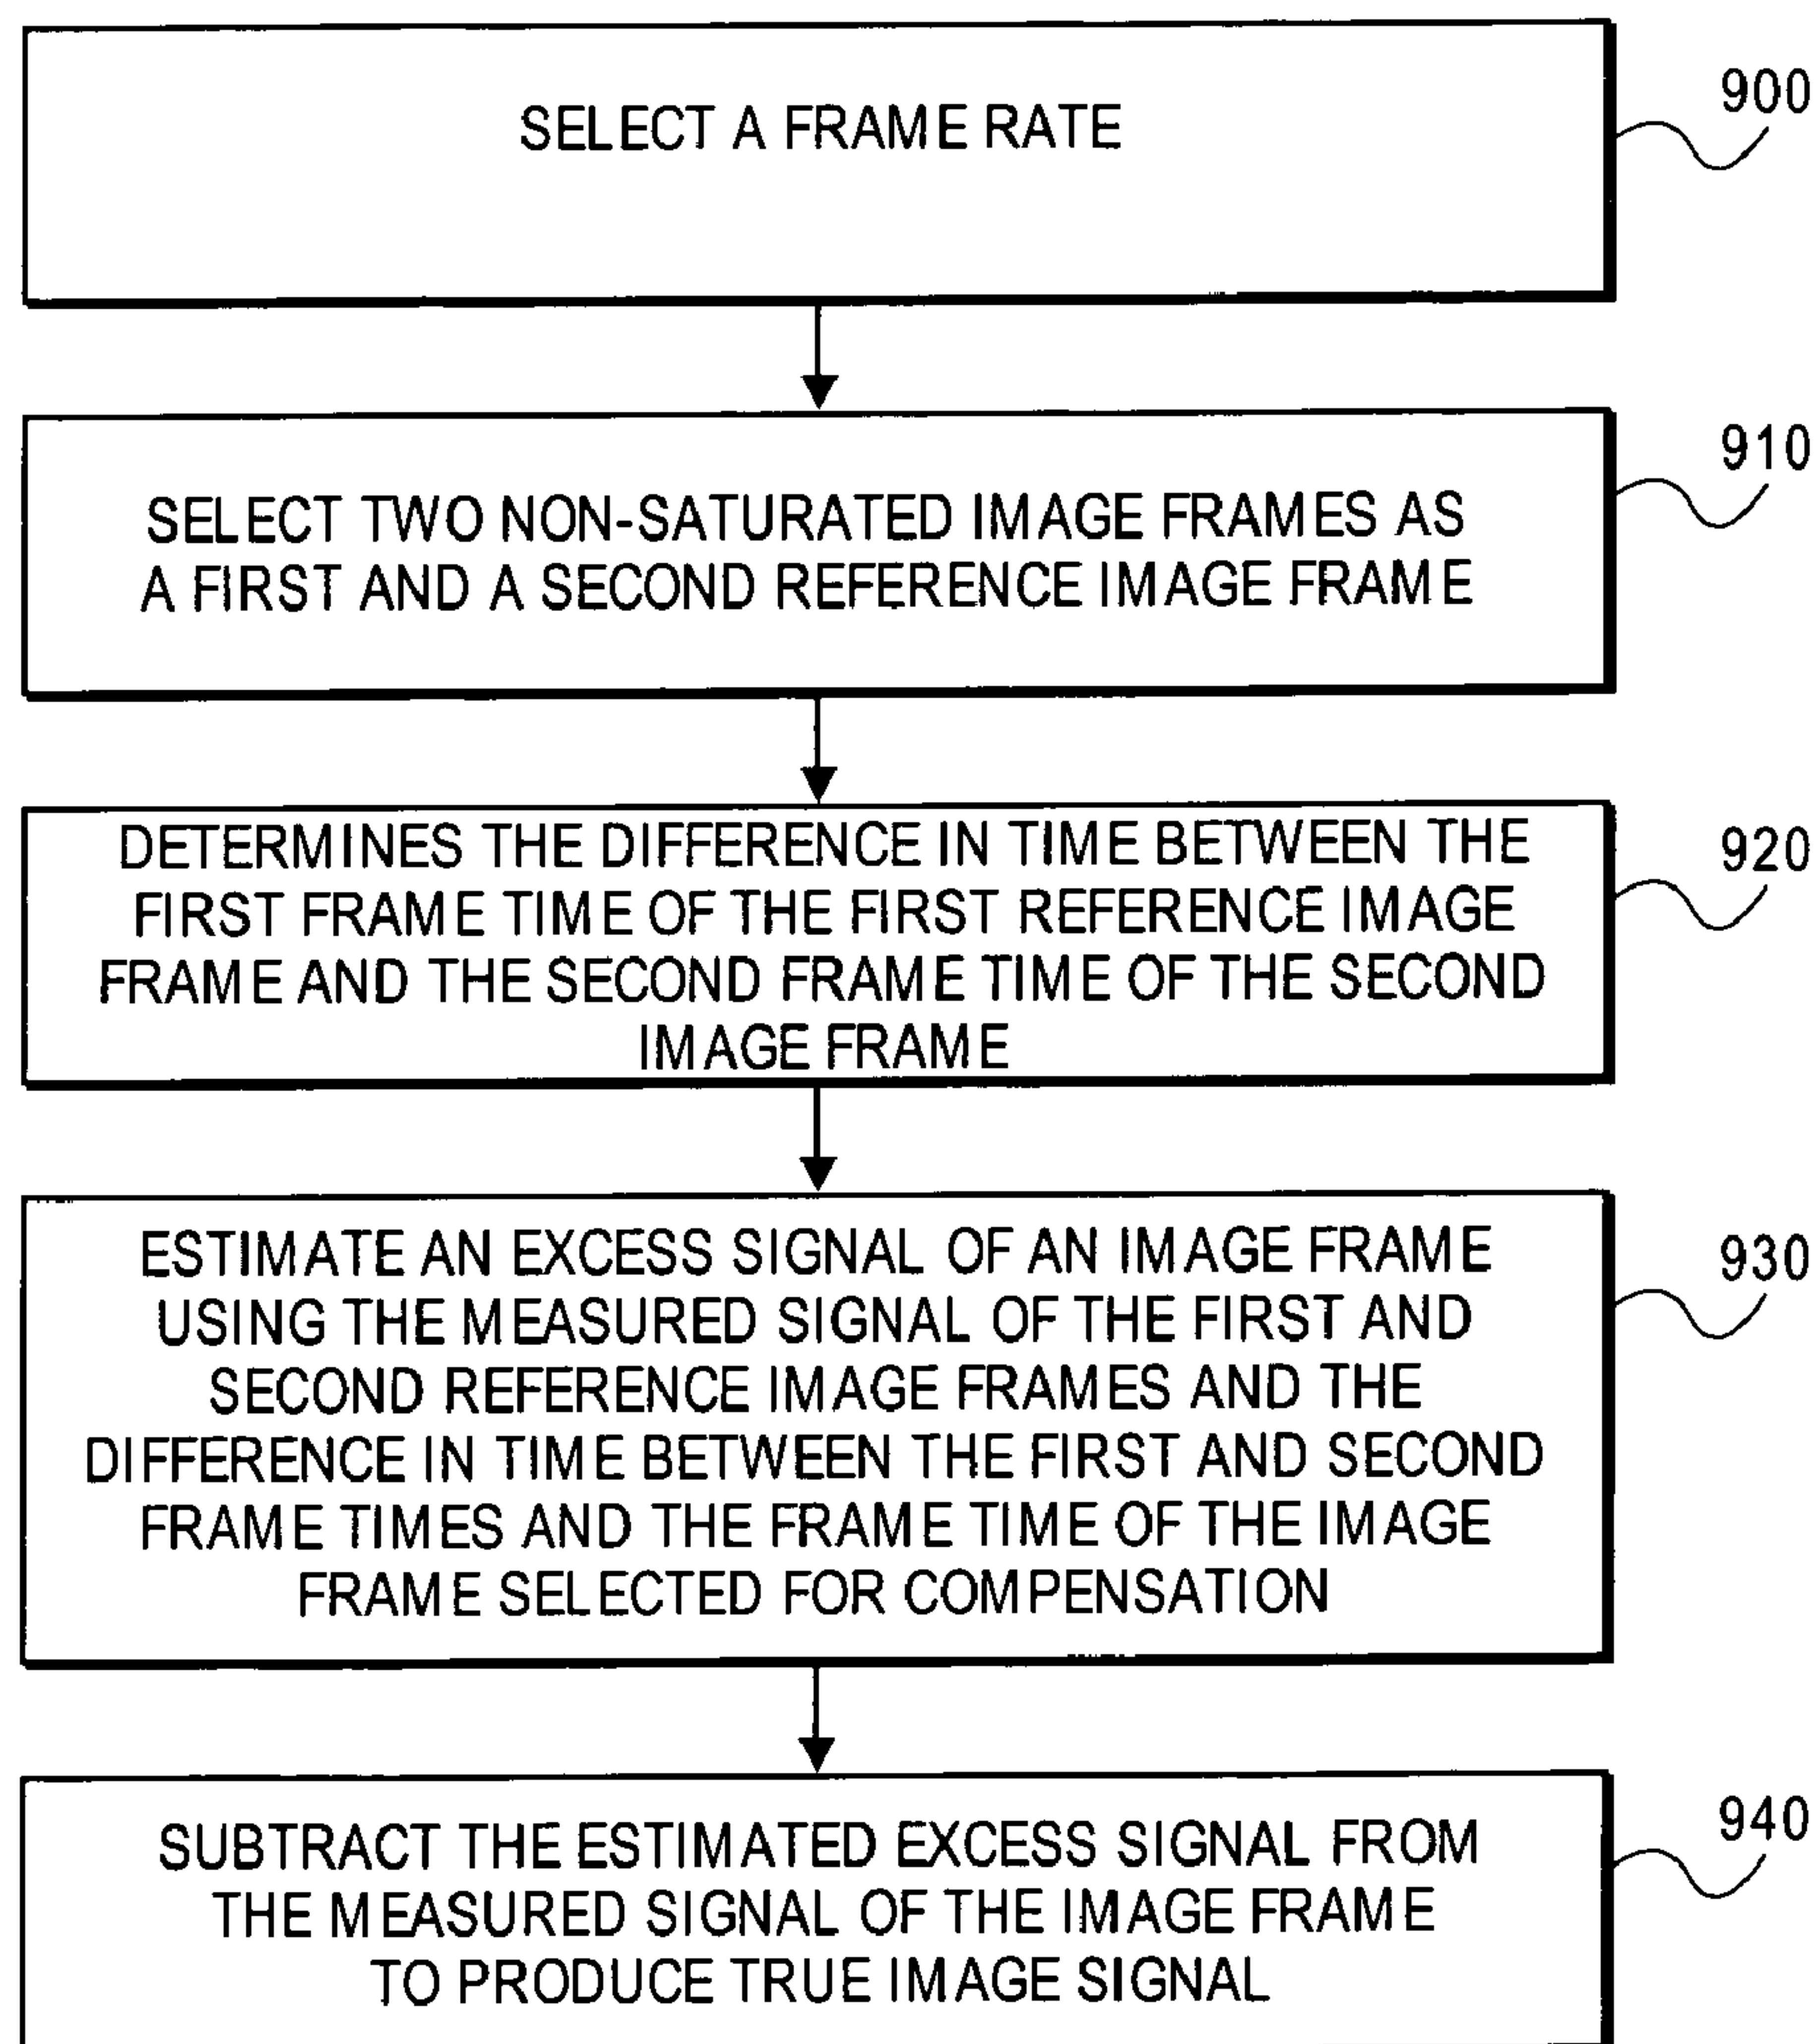 SELECT A FRAME RATE
900
SELECT TWO NON-SATURATED IMAGE FRAMES AS
A FIRST AND A SECOND REFERENCE IMAGE FRAME
910
DETERMINES THE DIFFERENCE IN TIME BETWEEN THE
FIRST FRAME TIME OF THE FIRST REFERENCE IMAGE
FRAME AND THE SECOND FRAME TIME OF THE SECOND
IMAGE FRAME
920
ESTIMATE AN EXCESS SIGNAL OF AN IMAGE FRAME
USING THE MEASURED SIGNAL OF THE FIRST AND
SECOND REFERENCE IMAGE FRAMES AND THE
DIFFERENCE IN TIME BETWEEN THE FIRST AND SECOND
FRAME TIMES AND THE FRAME TIME OF THE IMAGE
FRAME SELECTED FOR COMPENSATION
930
SUBTRACT THE ESTIMATED EXCESS SIGNAL FROM
THE MEASURED SIGNAL OF THE IMAGE FRAME
TO PRODUCE TRUE IMAGE SIGNAL
940